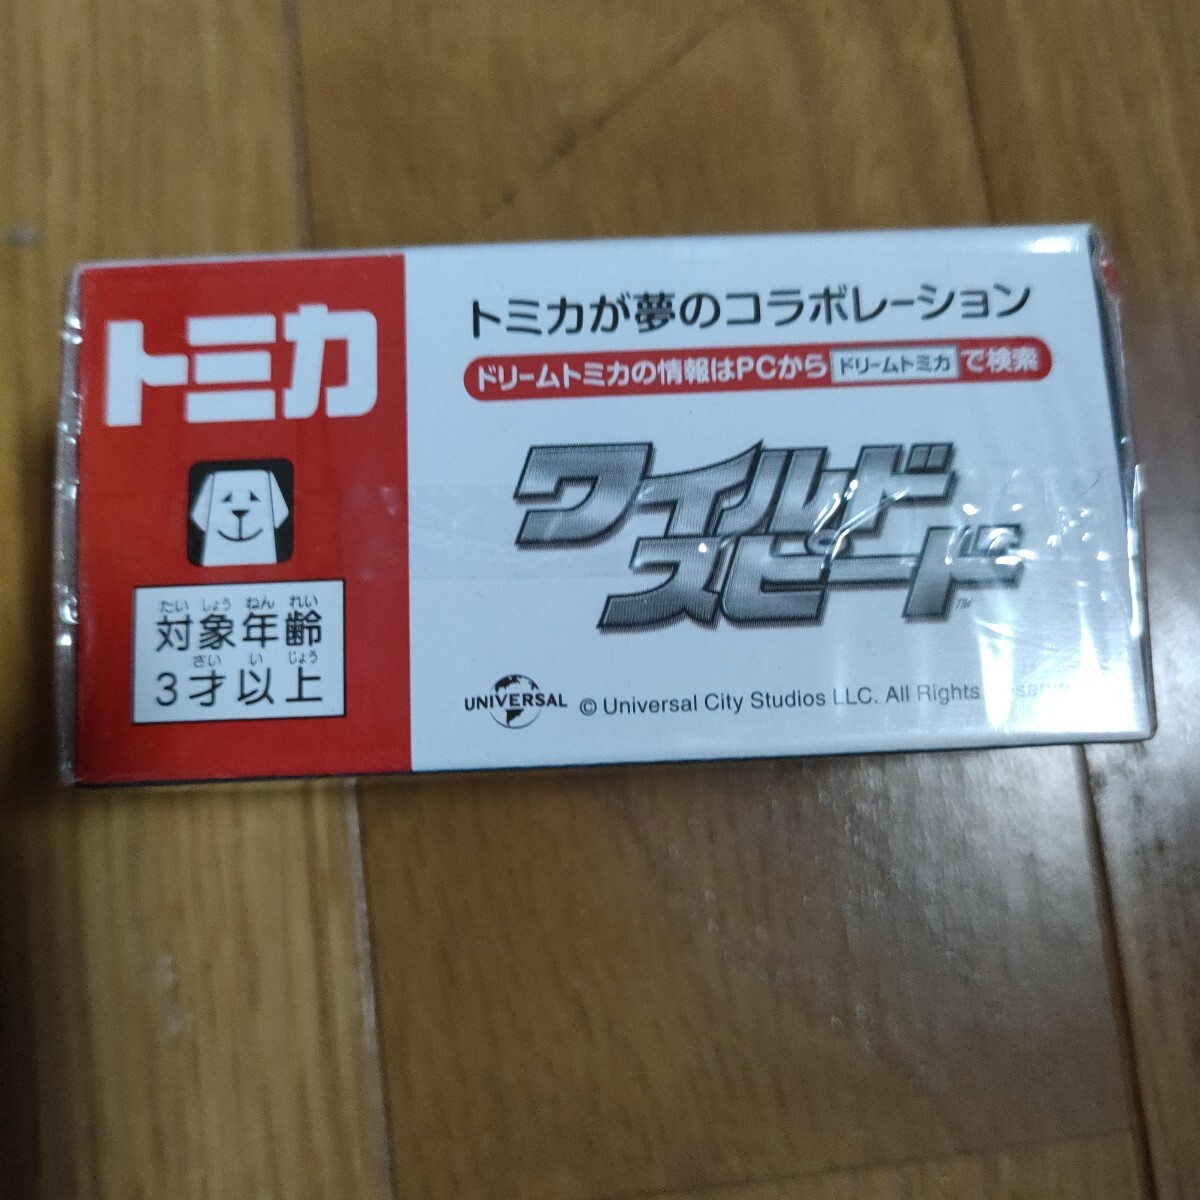 トミカ
たいしょうねんれい
対象年齢
さいいじょう
3才以上
トミカが夢のコラボレーション
ドリームトミカの情報はPCから ドリームトミカ で検索
ワイルド
スピード™
UNIVERSAL © Universal City Studios LLC. All Rights Reserved